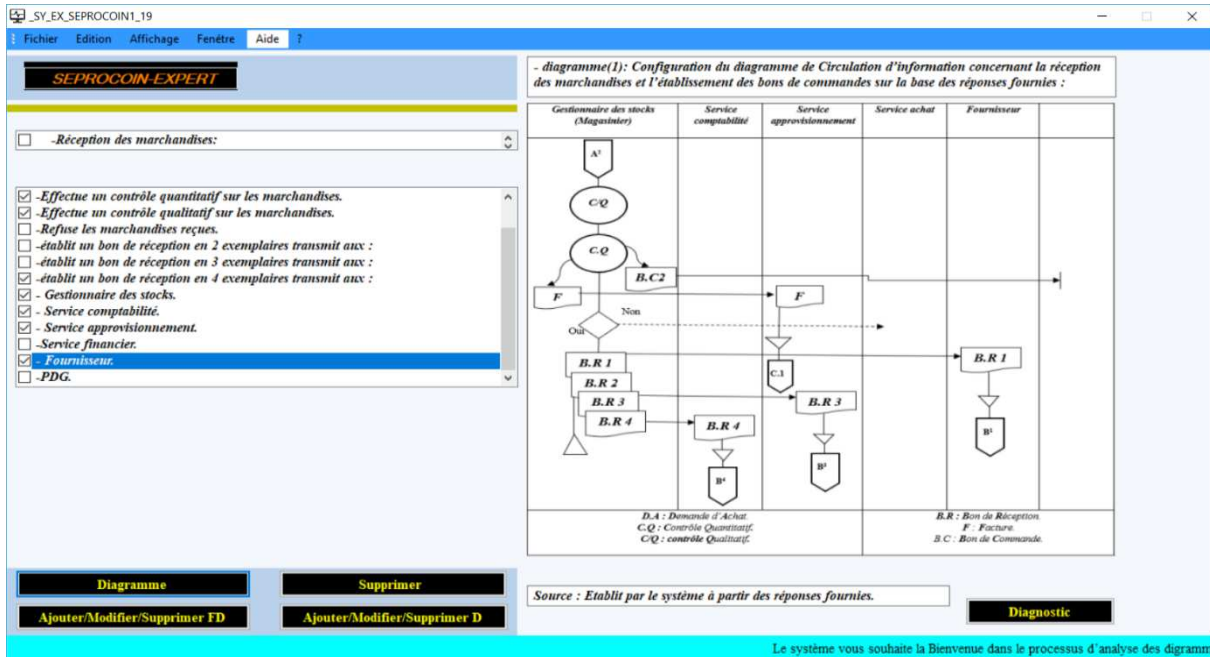 _SY_EX_SEPROCOIN1_19
Fichier Edition Affichage Fenétre Aide ?
SEPROCOIN-EXPERT
-Réception des marchandises:
-Effectue un contrôle quantitatif sur les marchandises.
-Effectue un contrôle qualitatif sur les marchandises.
-Refuse les marchandises reçues.
-établit un bon de réception en 2 exemplaires transmit aux :
-établit un bon de réception en 3 exemplaires transmit aux :
-établit un bon de réception en 4 exemplaires transmit aux :
- Gestionnaire des stocks.
- Service comptabilité.
- Service approvisionnement.
-Service financier.
- Fournisseur.
-PDG.
Diagramme
Supprimer
Ajouter/Modifier/Supprimer FD
Ajouter/Modifier/Supprimer D
- diagramme(1): Configuration du diagramme de Circulation d'information concernant la réception
des marchandises et l'établissement des bons de commandes sur la base des réponses fournies :
Gestionnaire des stocks
(Magasinier)
Service
comptabilité
Service
approvisionnement
Service achat
Fournisseur
C/Q
C.Q
B.C2
F
F
Non
Oui
B.R 1
B.R 1
B.R 2
C.1
B.R 3
B.R 3
B.R 4
B.R 4
D.A : Demande d'Achat.
C.Q : Contrôle Quantitatif.
C/Q : contrôle Qualitatif.
B.R : Bon de Réception.
F : Facture.
B.C : Bon de Commande.
Source : Etablit par le système à partir des réponses fournies.
Diagnostic
Le système vous souhaite la Bienvenue dans le processus d'analyse des digramm